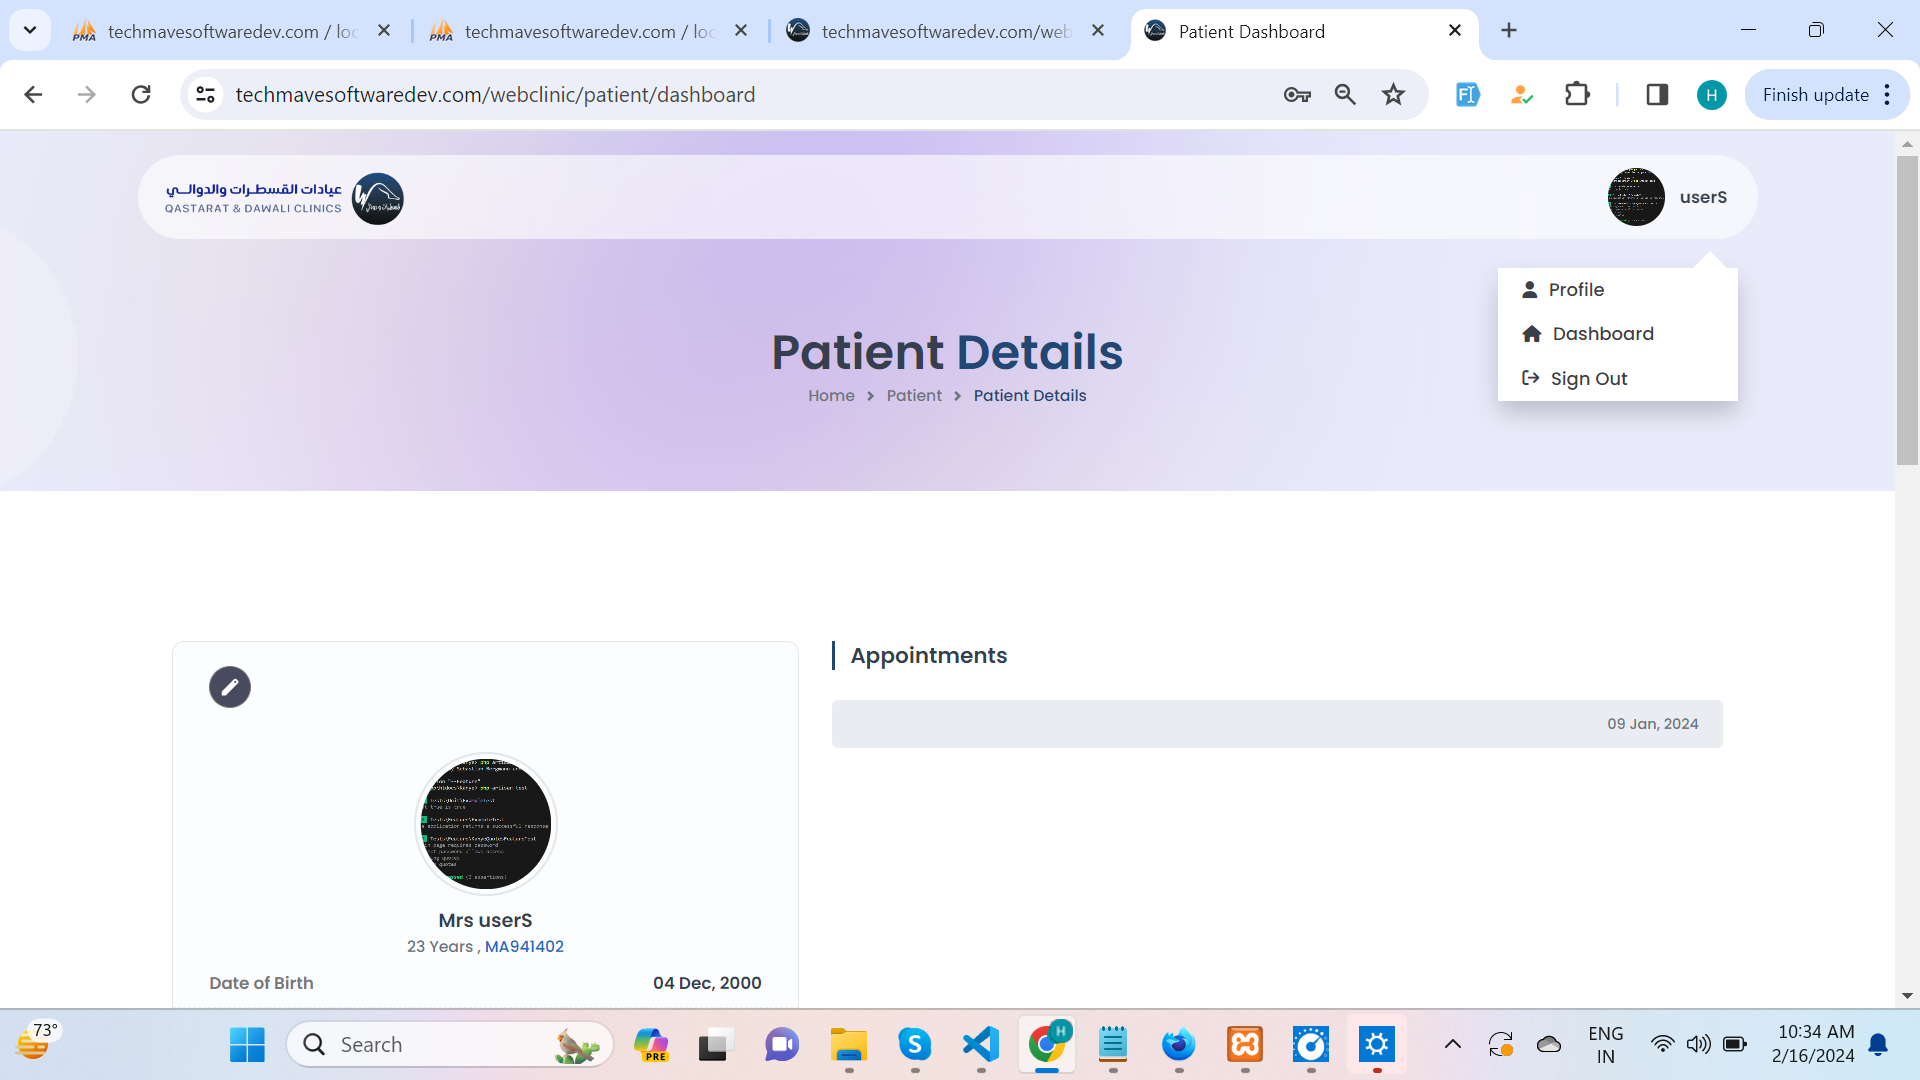 techmavesoftwaredev.com / loc
techmavesoftwaredev.com / loc
techmavesoftwaredev.com/web
Patient Dashboard
techmavesoftwaredev.com/webclinic/patient/dashboard
H
Finish update
عيادات القسطرات والدوالي
QASTARAT & DAWALI CLINICS
userS
Profile
Dashboard
Sign Out
Patient Details
Home
Patient
Patient Details
Appointments
09 Jan, 2024
Mrs userS
23 Years , MA941402
Date of Birth
04 Dec, 2000
73°
Search
PRE
H
ENG
IN
10:34 AM
2/16/2024